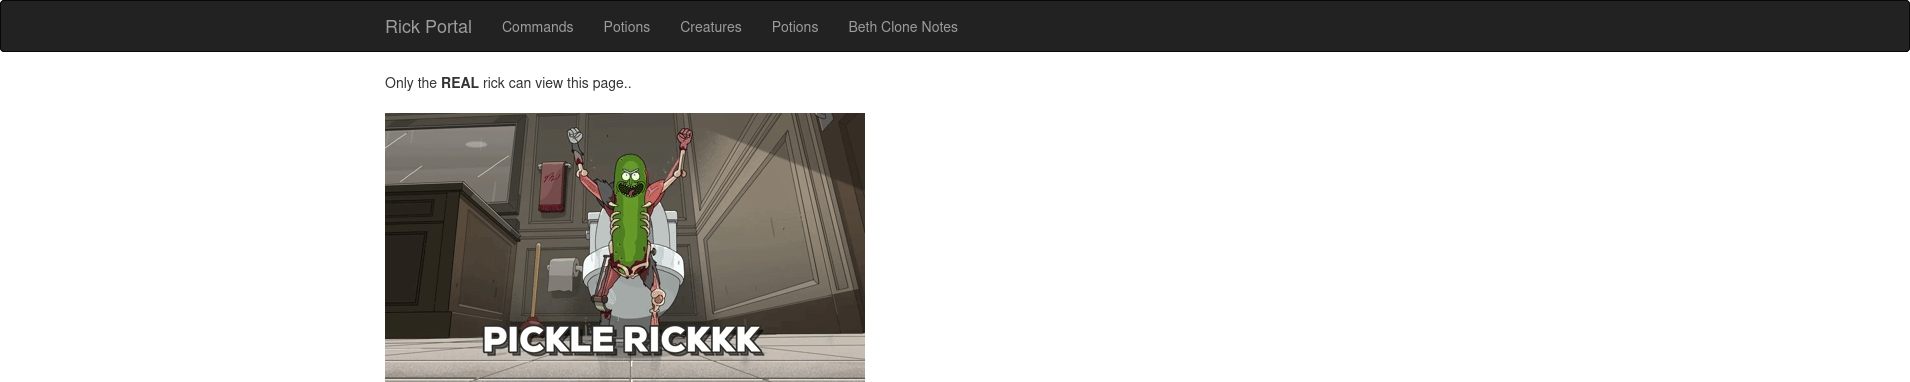 Rick Portal Commands Potions Creatures Potions Beth Clone Notes
Only the REAL rick can view this page..
PICKLE RICKKK